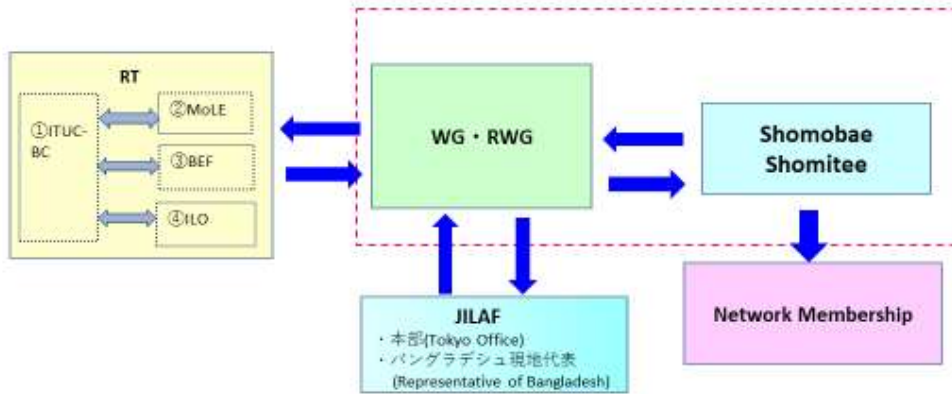 RT
①ITUC-
BC
②MoLE
③BEF
④ILO
WG・RWG
Shomobae
Shomitee
Network Membership
JILAF
・本部(Tokyo Office)
・バングラデシュ現地代表
(Representative of Bangladesh)